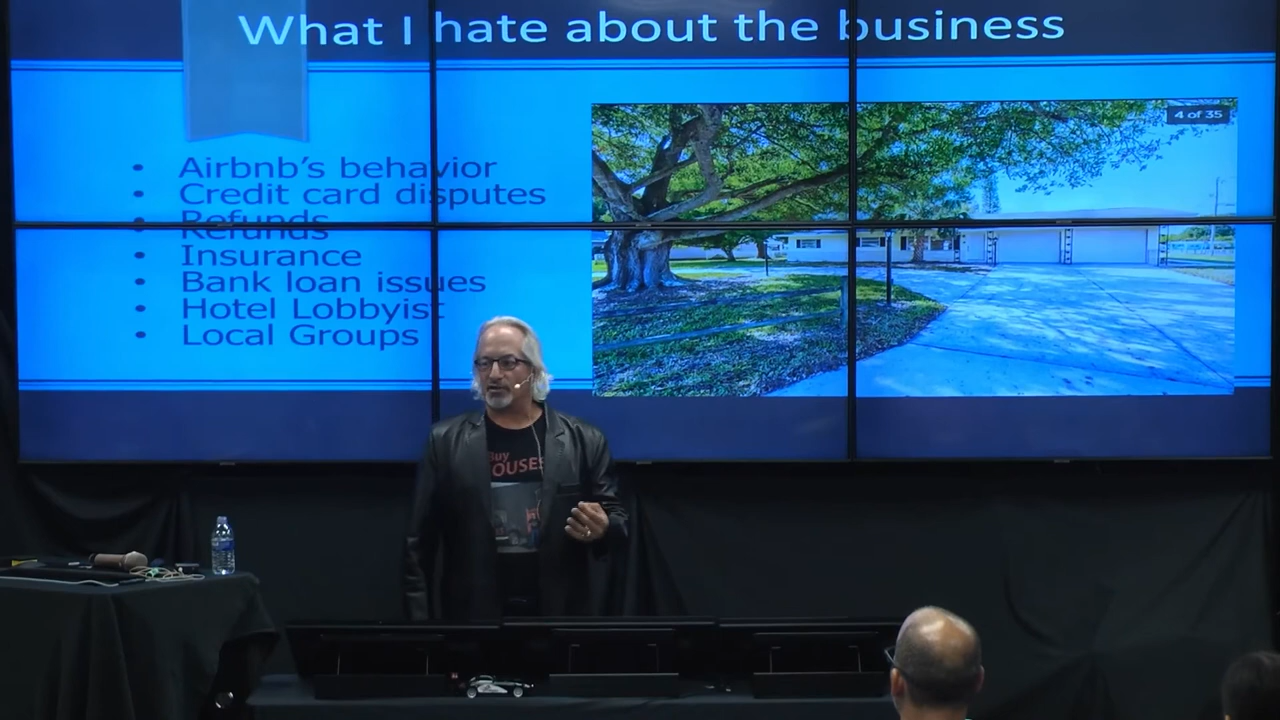 What I hate about the business
4 of 35
• Airbnb's behavior
• Credit card disputes
• Refunds
• Insurance
• Bank loan issues
• Hotel Lobbyist
• Local Groups
Buy
OUSES